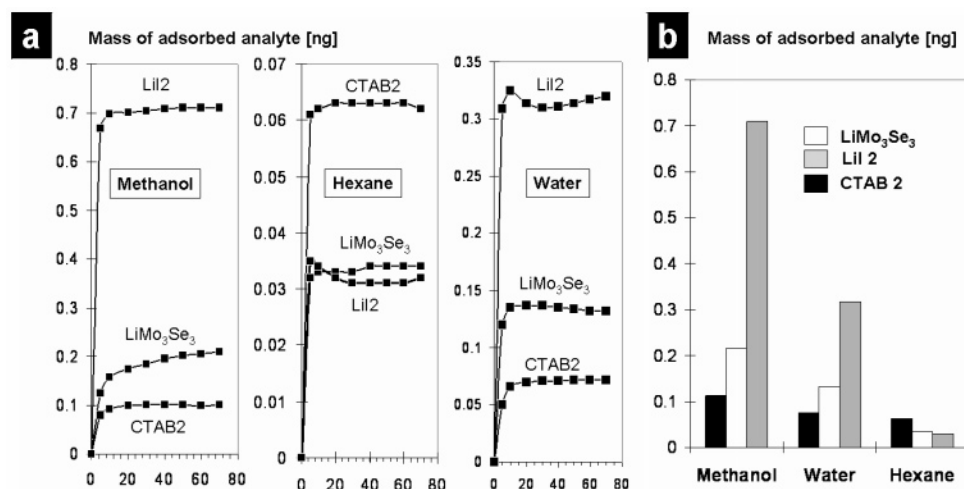 a
Mass of adsorbed analyte [ng]
0.8
0.7
0.6
0.5
0.4
0.3
0.2
0.1
0
LiI2
Methanol
LiMo₃Se₃
CTAB2
0 20 40 60 80
0.07
0.06
0.05
0.04
0.03
0.02
0.01
0
CTAB2
Hexane
LiMo₃Se₃
LiI2
0 20 40 60 80
0.35
0.3
0.25
0.2
0.15
0.1
0.05
0
LiI2
Water
LiMo₃Se₃
CTAB2
0 20 40 60 80
b
Mass of adsorbed analyte [ng]
0.8
0.7
0.6
0.5
0.4
0.3
0.2
0.1
0
LiMo₃Se₃
LiI 2
CTAB 2
Methanol Water Hexane